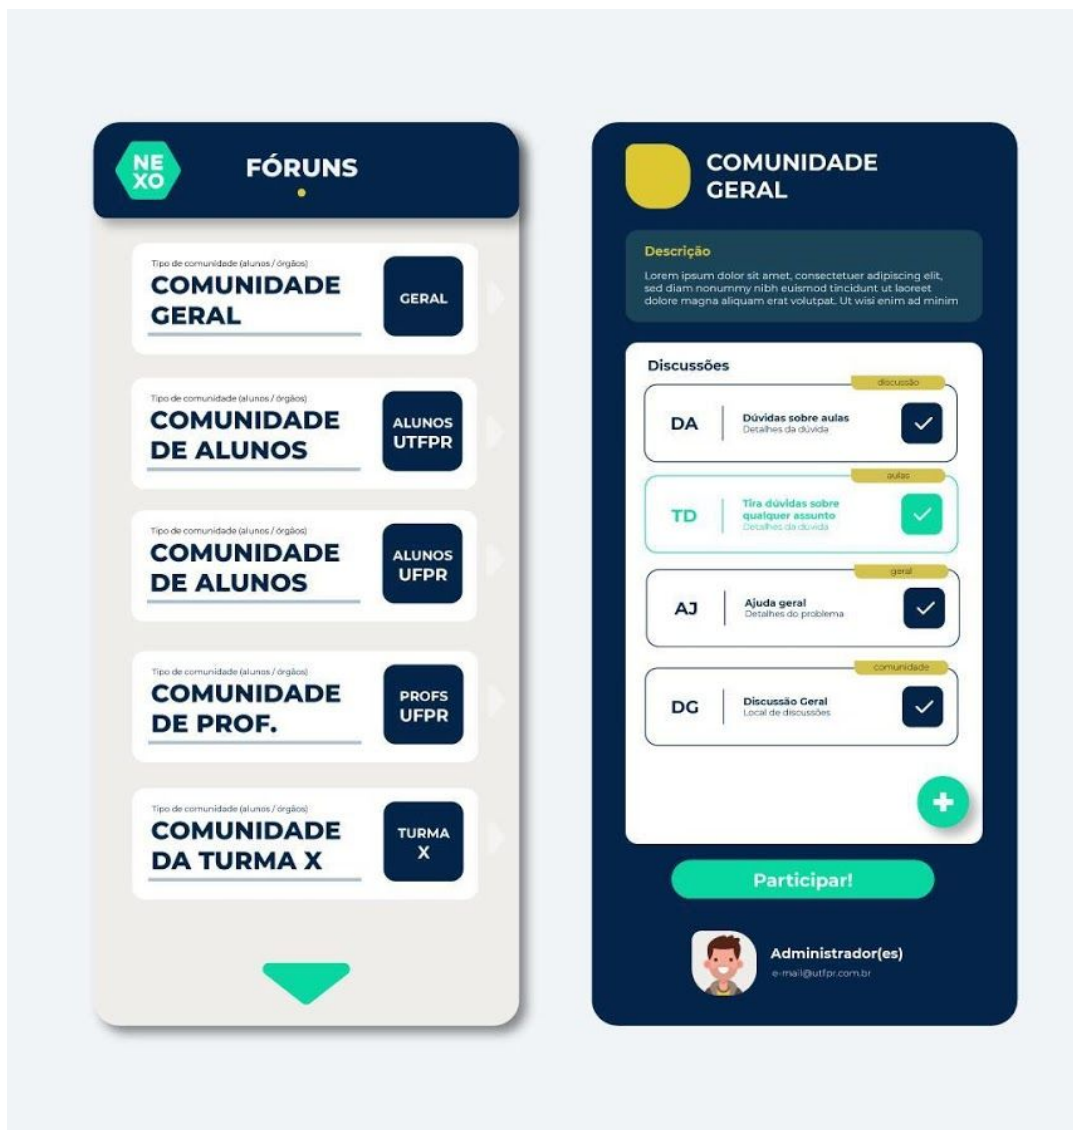 NE
XO
FÓRUNS
Tipo de comunidade (alunos / órgãos)
COMUNIDADE
GERAL
GERAL
Tipo de comunidade (alunos / órgãos)
COMUNIDADE
DE ALUNOS
ALUNOS
UTFPR
Tipo de comunidade (alunos / órgãos)
COMUNIDADE
DE ALUNOS
ALUNOS
UFPR
Tipo de comunidade (alunos / órgãos)
COMUNIDADE
DE PROF.
PROFS
UFPR
Tipo de comunidade (alunos / órgãos)
COMUNIDADE
DA TURMA X
TURMA
X
COMUNIDADE
GERAL
Descrição
Lorem ipsum dolor sit amet, consectetuer adipiscing elit,
sed diam nonummy nibh euismod tincidunt ut laoreet
dolore magna aliquam erat volutpat. Ut wisi enim ad minim
Discussões
discussão
DA
Dúvidas sobre aulas
Detalhes da dúvida
aulas
TD
Tira dúvidas sobre
qualquer assunto
Detalhes da dúvida
geral
AJ
Ajuda geral
Detalhes do problema
comunidade
DG
Discussão Geral
Local de discussões
Participar!
Administrador(es)
e-mail@utfpr.com.br